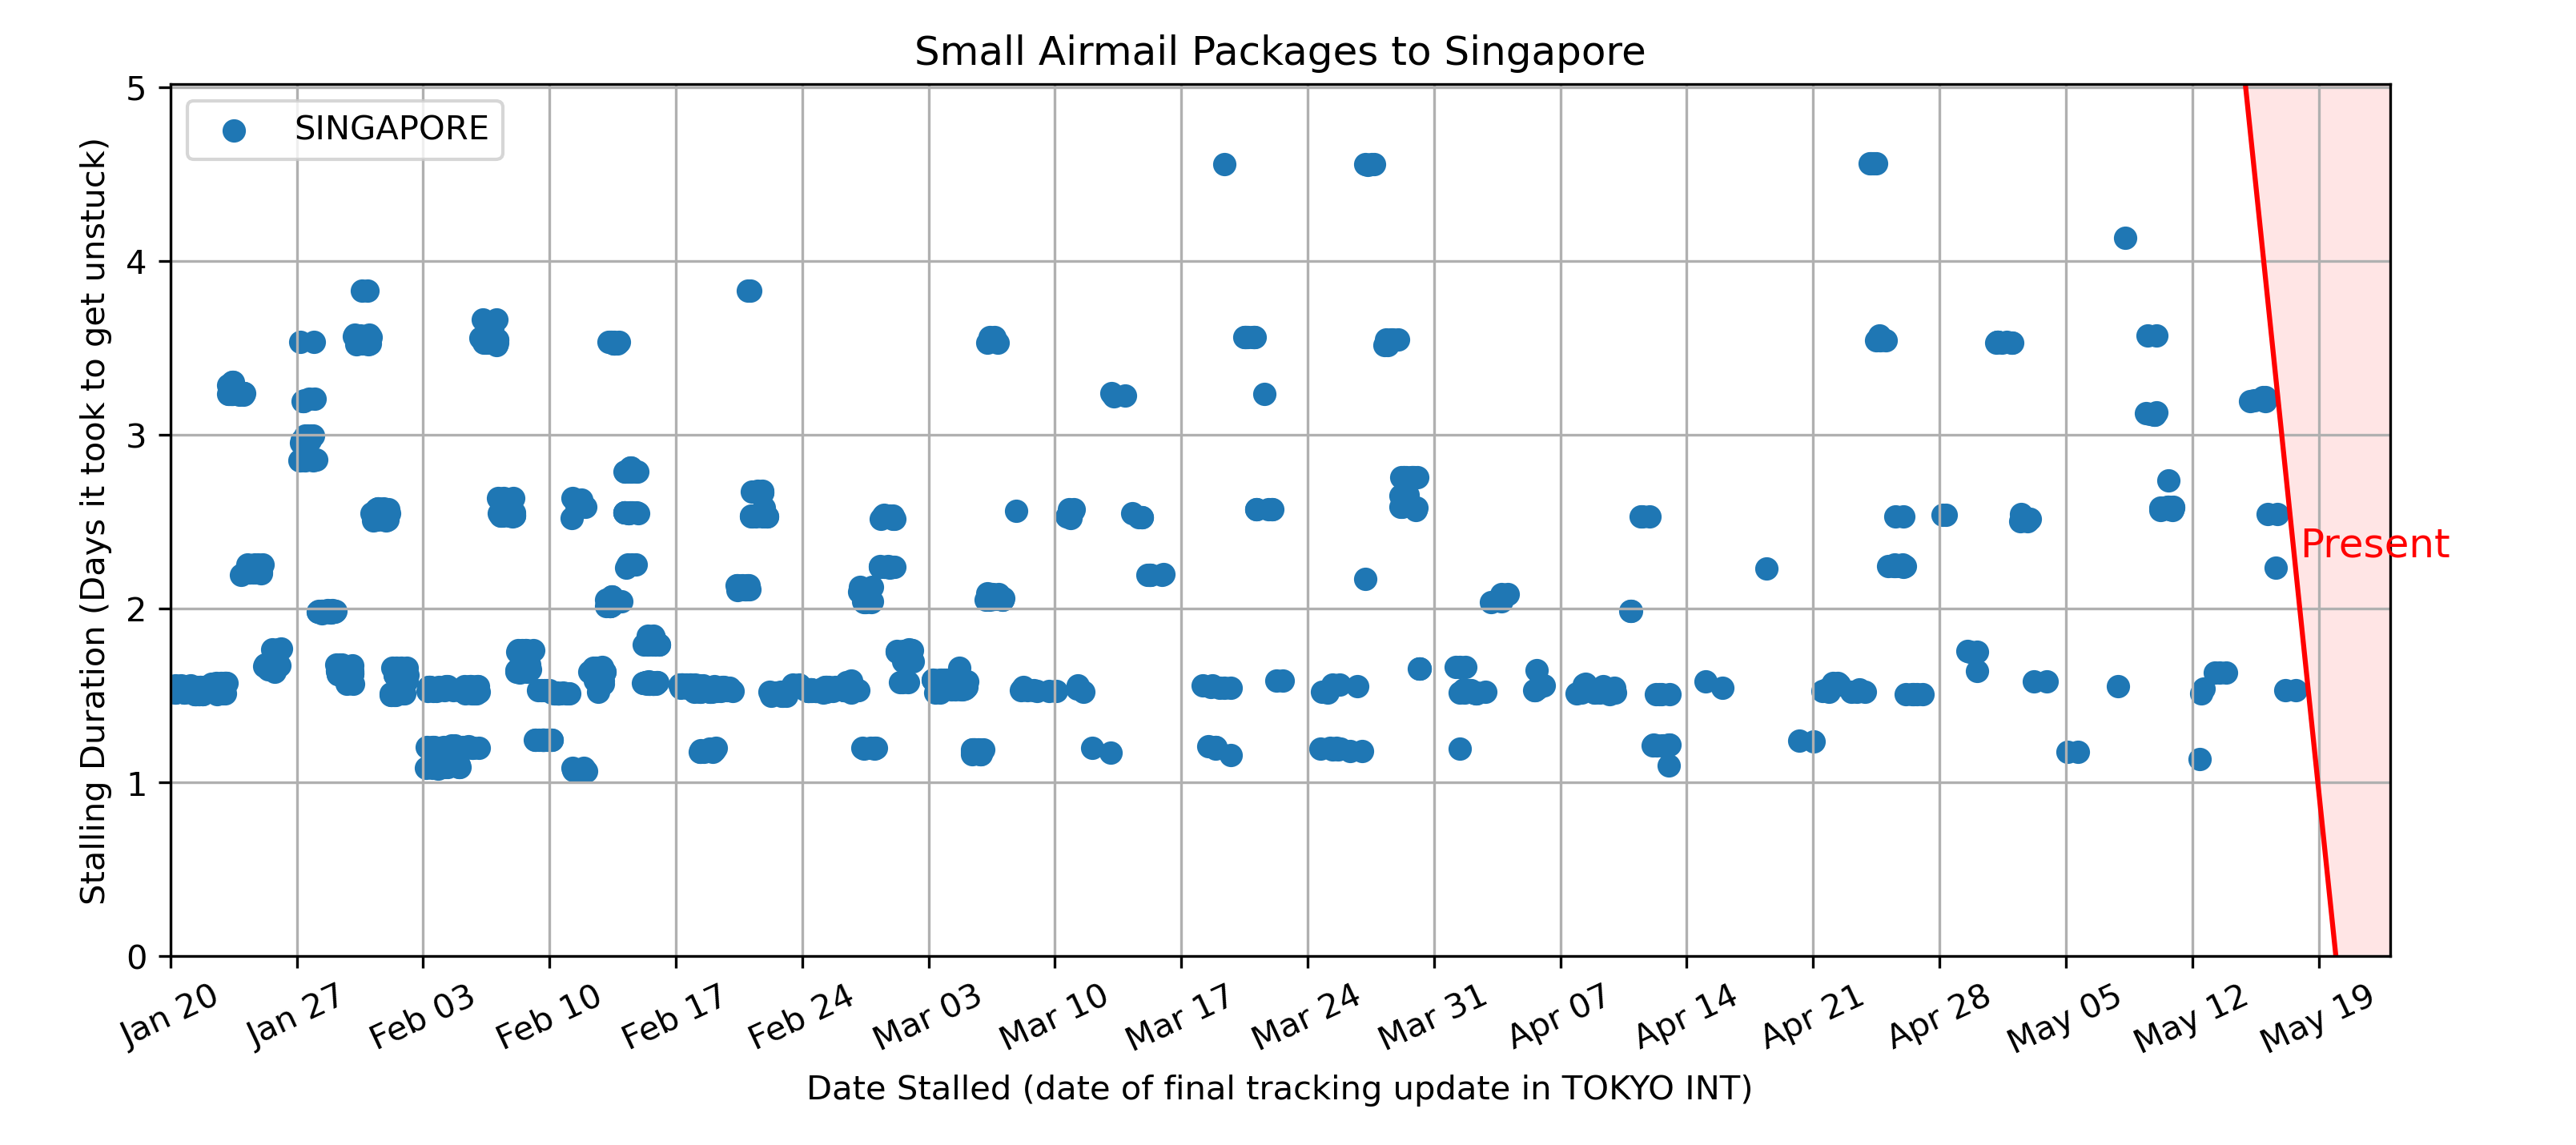 Small Airmail Packages to Singapore
SINGAPORE
Stalling Duration (Days it took to get unstuck)
5
4
3
2
1
0
Present
Jan 20
Jan 27
Feb 03
Feb 10
Feb 17
Feb 24
Mar 03
Mar 10
Mar 17
Mar 24
Mar 31
Apr 07
Apr 14
Apr 21
Apr 28
May 05
May 12
May 19
Date Stalled (date of final tracking update in TOKYO INT)